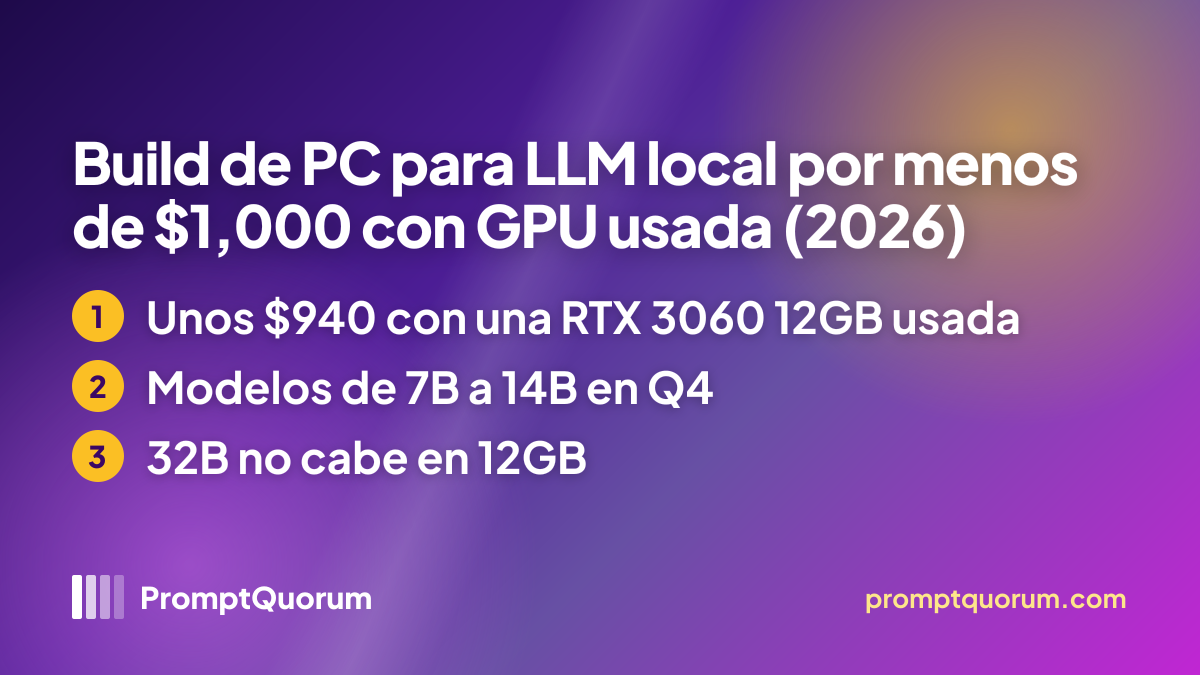 Build de PC para LLM local por menos
de $1,000 con GPU usada (2026)
1 Unos $940 con una RTX 3060 12GB usada
2 Modelos de 7B a 14B en Q4
3 32B no cabe en 12GB
PromptQuorum
promptquorum.com